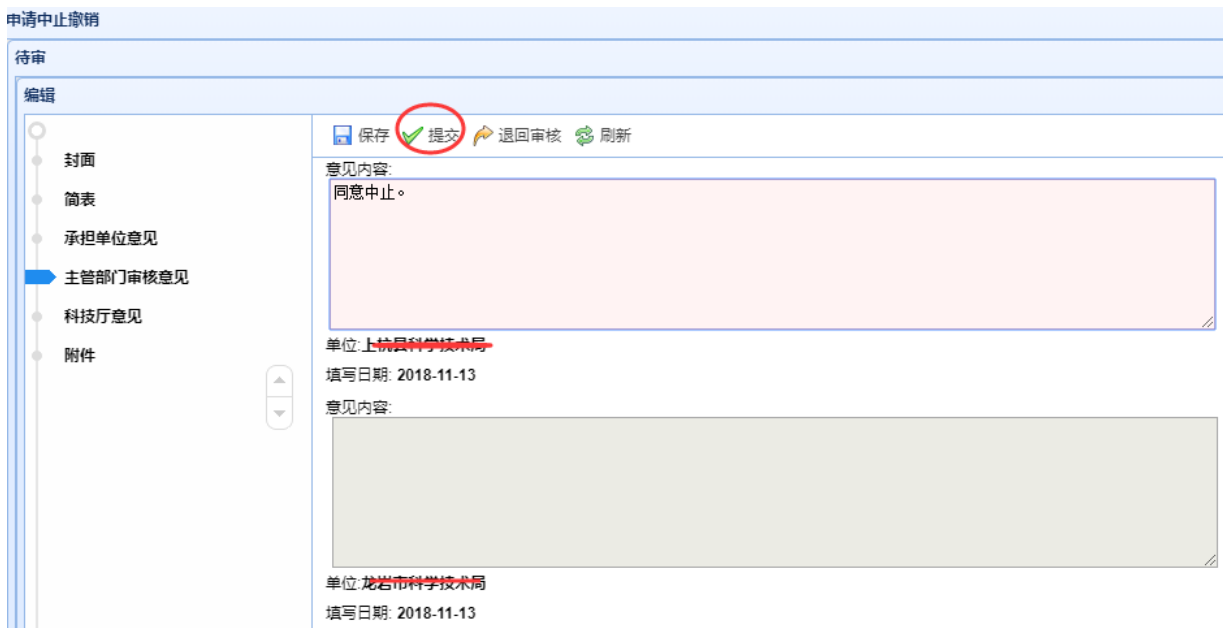 申请中止撤销
待审
编辑
保存 提交 退回审核 刷新
封面
简表
承担单位意见
主管部门审核意见
科技厅意见
附件
意见内容:
同意中止。
单位:上杭县科学技术局
填写日期: 2018-11-13
意见内容:
单位:龙岩市科学技术局
填写日期: 2018-11-13